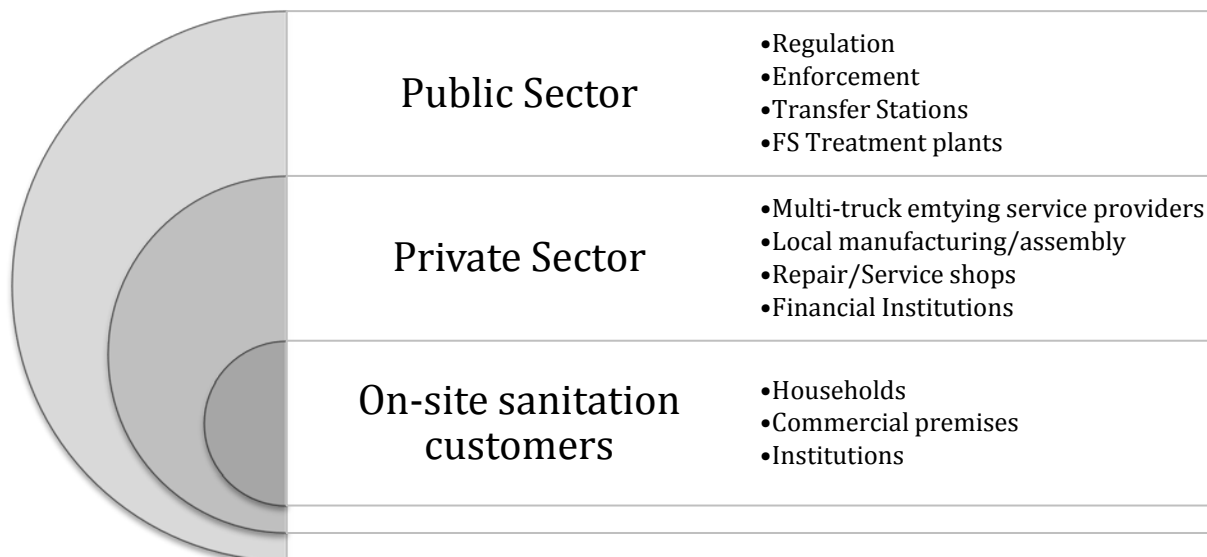 Public Sector
•Regulation
•Enforcement
•Transfer Stations
•FS Treatment plants
Private Sector
•Multi-truck emtying service providers
•Local manufacturing/assembly
•Repair/Service shops
•Financial Institutions
On-site sanitation
customers
•Households
•Commercial premises
•Institutions